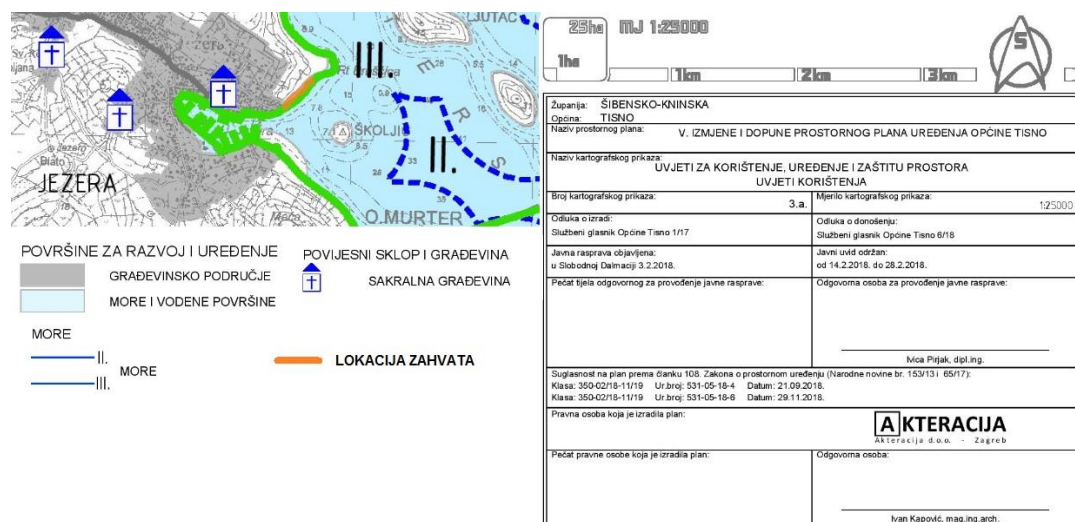 LJUTAC
III.
Rt Hrašćica
II.
ŠKOLJIĆ
JEZERA
O.MURTER
POVRŠINE ZA RAZVOJ I UREĐENJE
GRAĐEVINSKO PODRUČJE
MORE I VODENE POVRŠINE
POVIJESNI SKLOP I GRAĐEVINA
SAKRALNA GRAĐEVINA
MORE
II.
MORE
III.
LOKACIJA ZAHVATA
25ha MJ 1:25000
1ha
1km 2km 3km
S
Županija: ŠIBENSKO-KNINSKA
Općina: TISNO
Naziv prostornog plana: V. IZMJENE I DOPUNE PROSTORNOG PLANA UREĐENJA OPĆINE TISNO
Naziv kartografskog prikaza:
UVJETI ZA KORIŠTENJE, UREĐENJE I ZAŠTITU PROSTORA
UVJETI KORIŠTENJA
Broj kartografskog prikaza: 3.a.
Mjerilo kartografskog prikaza: 1:25000
Odluka o izradi:
Službeni glasnik Općine Tisno 1/17
Odluka o donošenju:
Službeni glasnik Općine Tisno 6/18
Javna rasprava objavljena:
u Slobodnoj Dalmaciji 3.2.2018.
Javni uvid održan:
od 14.2.2018. do 28.2.2018.
Pečat tijela odgovornog za provođenje javne rasprave:
Odgovorna osoba za provođenje javne rasprave:
Ivica Pirjak, dipl.ing.
Suglasnost na plan prema članku 108. Zakona o prostornom uređenju (Narodne novine br. 153/13 i 65/17):
Klasa: 350-02/18-11/19 Ur.broj: 531-05-18-4 Datum: 21.09.2018.
Klasa: 350-02/18-11/19 Ur.broj: 531-05-18-6 Datum: 29.11.2018.
Pravna osoba koja je izradila plan:
AKTERACIJA
Akteracija d.o.o. - Zagreb
Pečat pravne osobe koja je izradila plan:
Odgovorna osoba:
Ivan Kapović, mag.ing.arch.